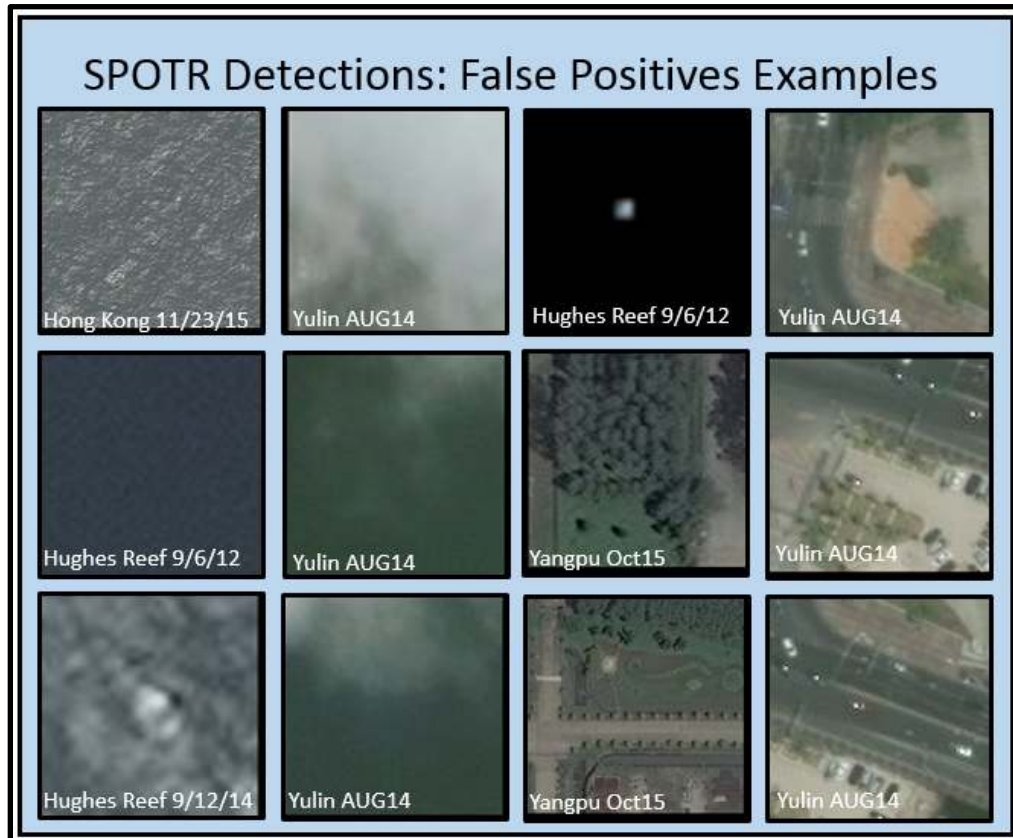 SPOTR Detections: False Positives Examples
Hong Kong 11/23/15
Yulin AUG14
Hughes Reef 9/6/12
Yulin AUG14
Hughes Reef 9/6/12
Yulin AUG14
Yangpu Oct15
Yulin AUG14
Hughes Reef 9/12/14
Yulin AUG14
Yangpu Oct15
Yulin AUG14